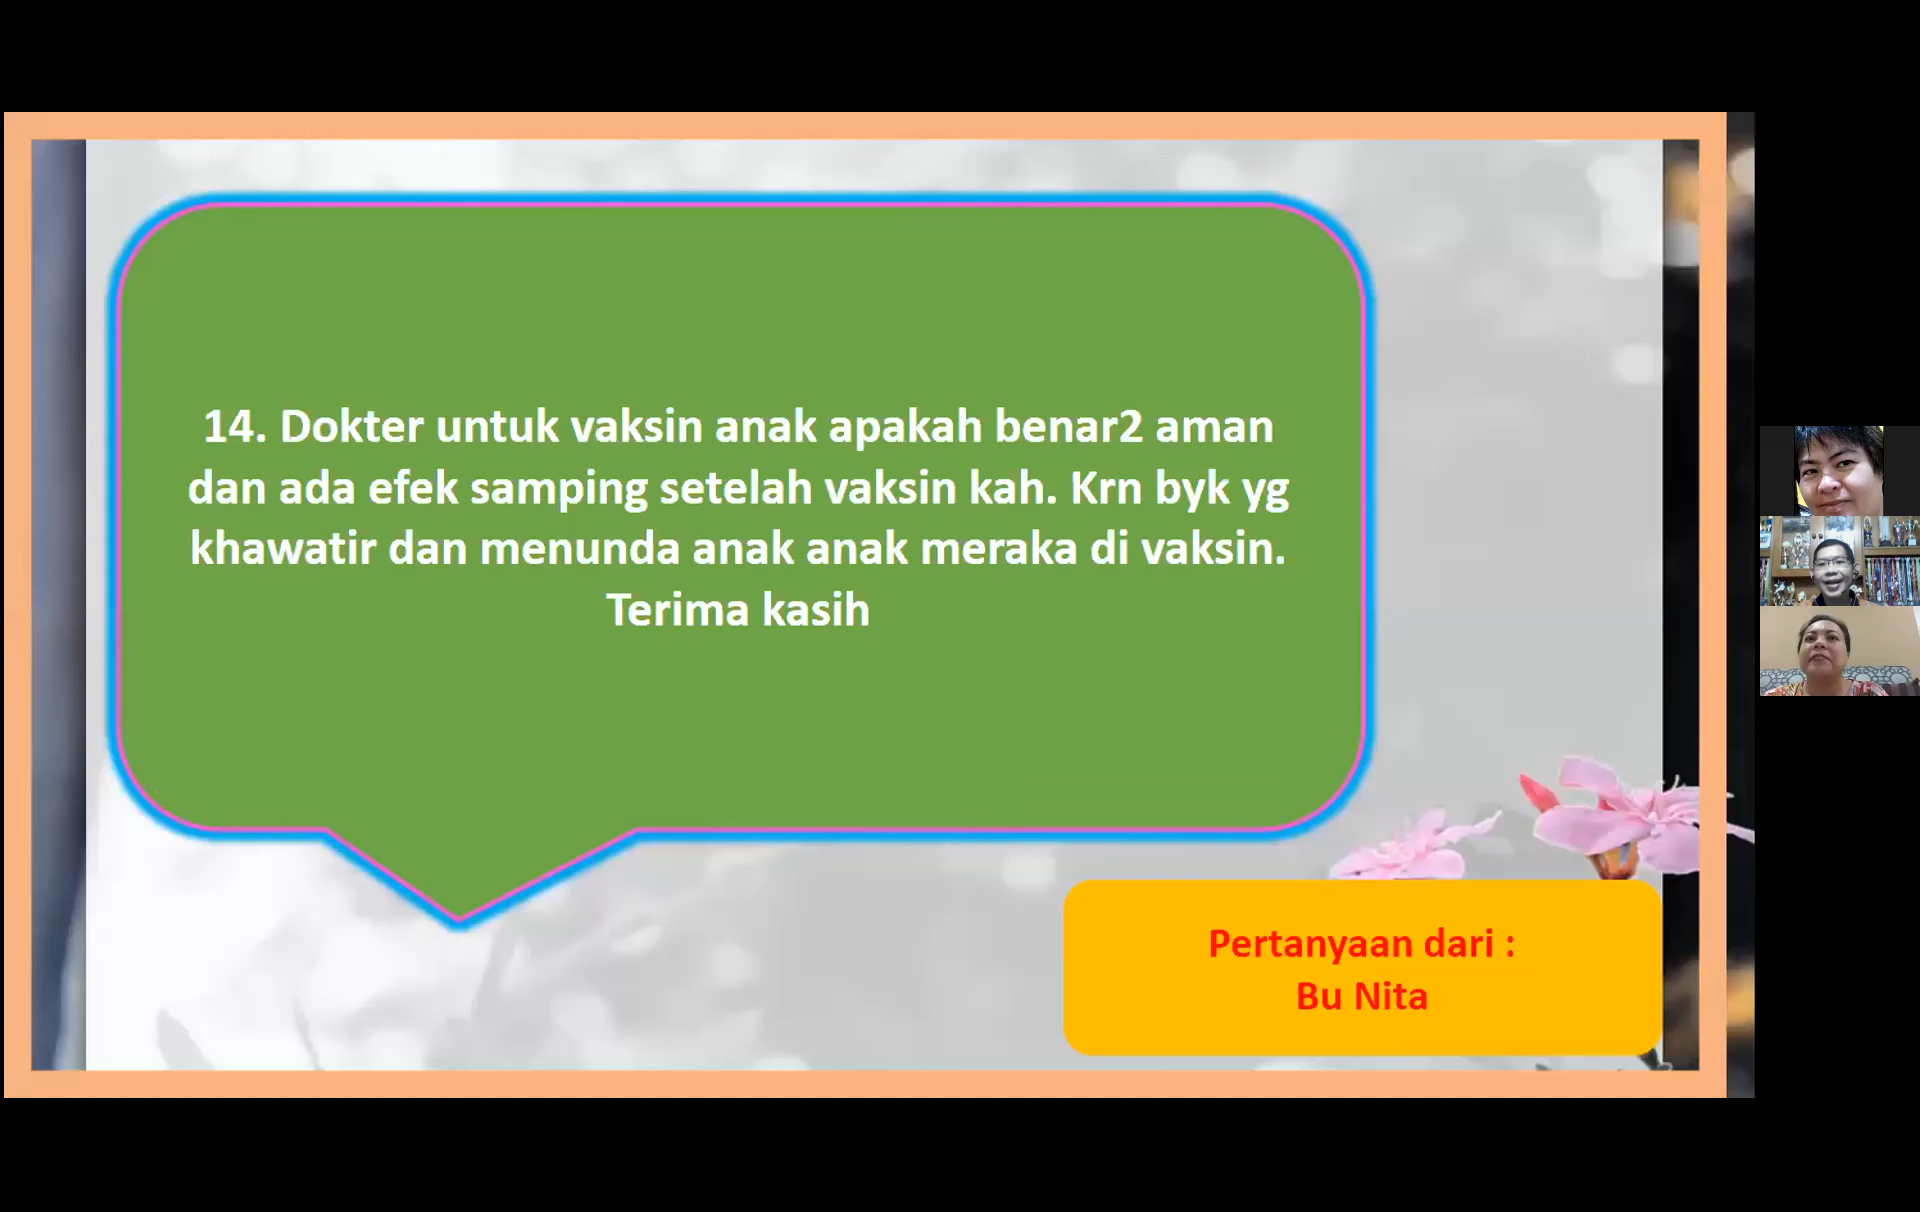 14. Dokter untuk vaksin anak apakah benar2 aman
dan ada efek samping setelah vaksin kah. Krn byk yg
khawatir dan menunda anak anak meraka di vaksin.
Terima kasih
Pertanyaan dari :
Bu Nita